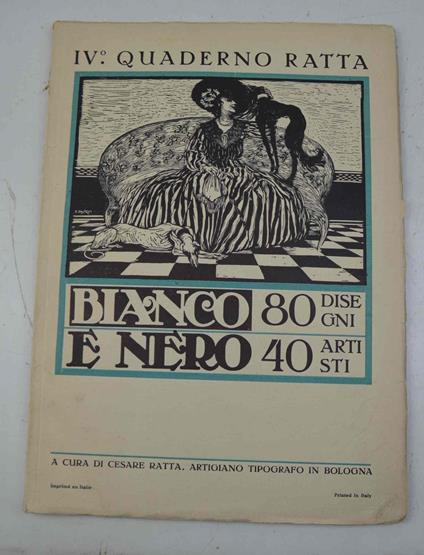 IV.º QUADERNO RATTA
BIANCO
E NERO
80 DISE
GNI
40 ARTI
STI
A CURA DI CESARE RATTA, ARTIGIANO TIPOGRAFO IN BOLOGNA
Imprimé en Italie
Printed in Italy